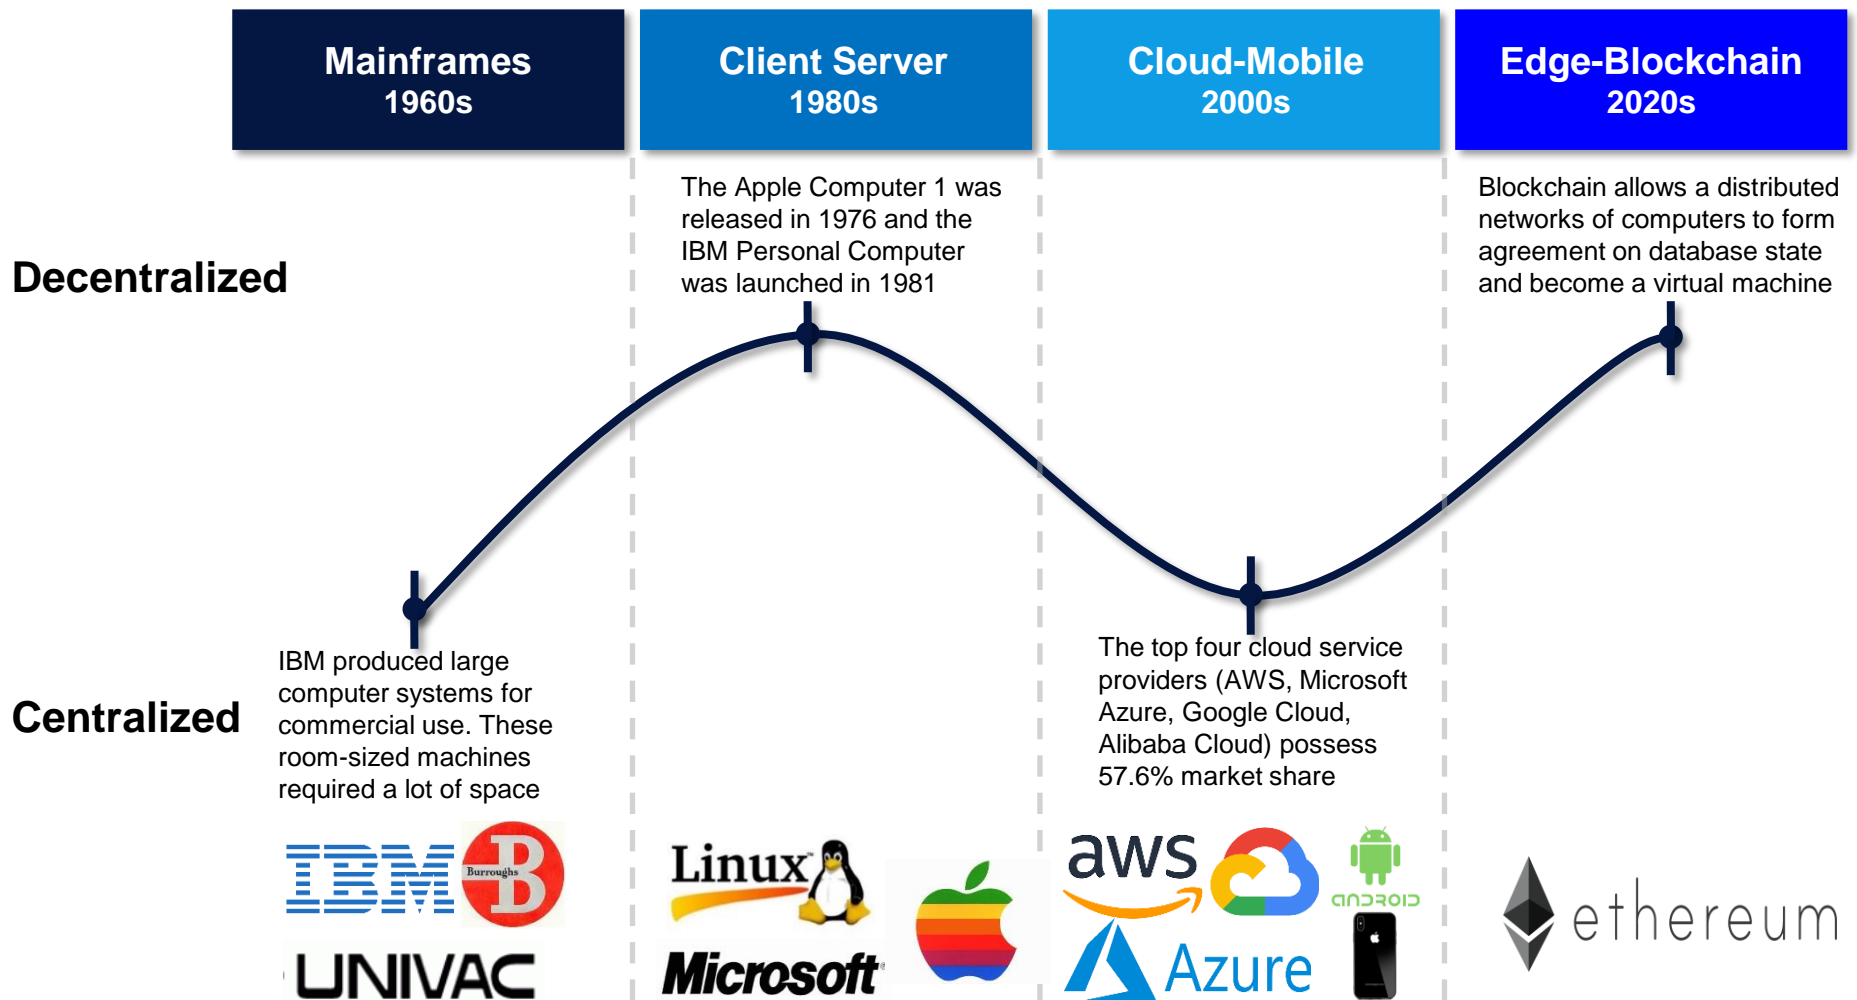 Mainframes
1960s
Client Server
1980s
Cloud-Mobile
2000s
Edge-Blockchain
2020s
Decentralized
The Apple Computer 1 was
released in 1976 and the
IBM Personal Computer
was launched in 1981
Blockchain allows a distributed
networks of computers to form
agreement on database state
and become a virtual machine
Centralized
IBM produced large
computer systems for
commercial use. These
room-sized machines
required a lot of space
The top four cloud service
providers (AWS, Microsoft
Azure, Google Cloud,
Alibaba Cloud) possess
57.6% market share
IBM
B
Burroughs
UNIVAC
Linux
Microsoft
aws
ANDROID
Azure
ethereum